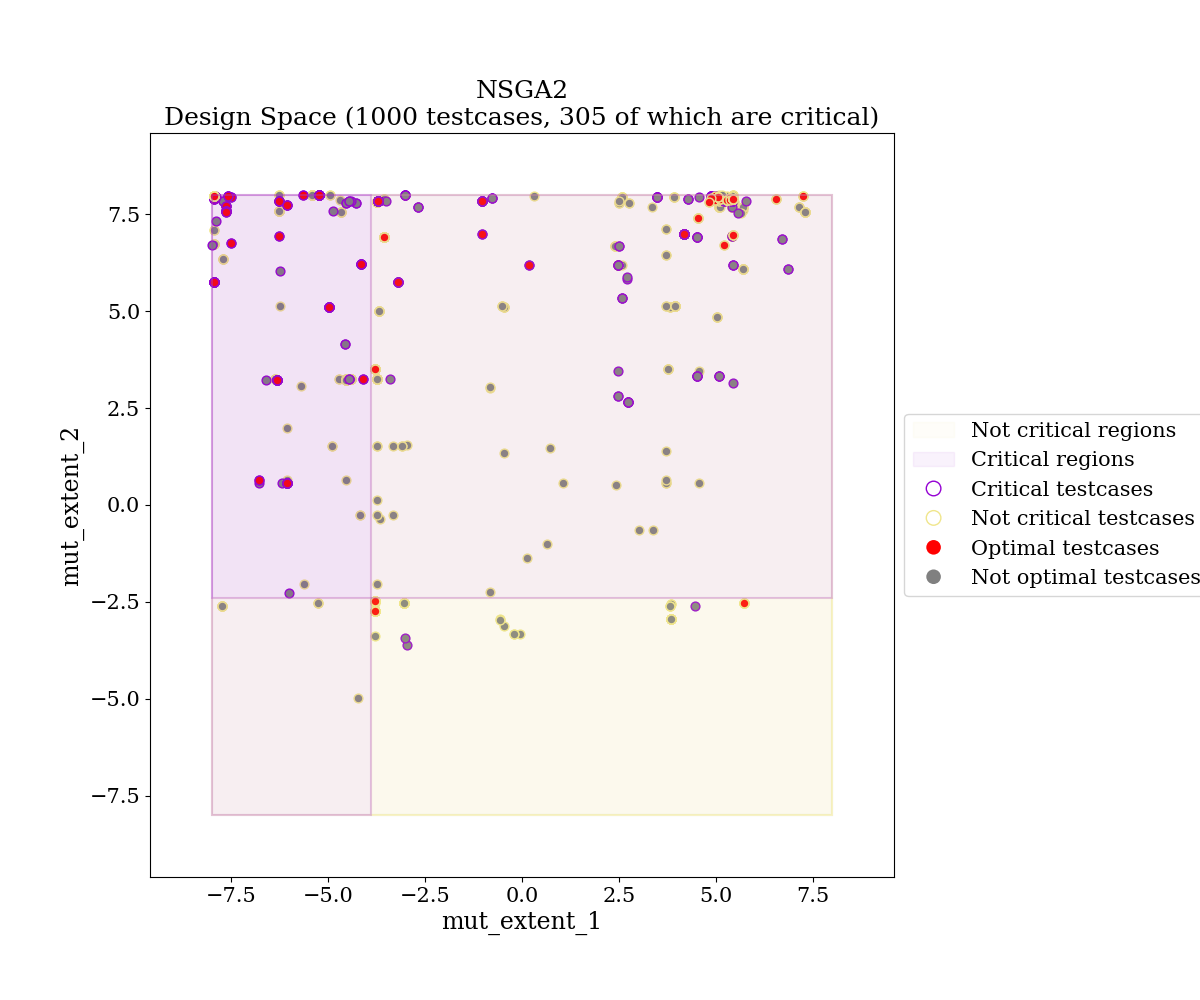 NSGA2
Design Space (1000 testcases, 305 of which are critical)
7.5
5.0
2.5
0.0
−2.5
−5.0
−7.5
mut_extent_2
−7.5 −5.0 −2.5 0.0 2.5 5.0 7.5
mut_extent_1
Not critical regions
Critical regions
Critical testcases
Not critical testcases
Optimal testcases
Not optimal testcases